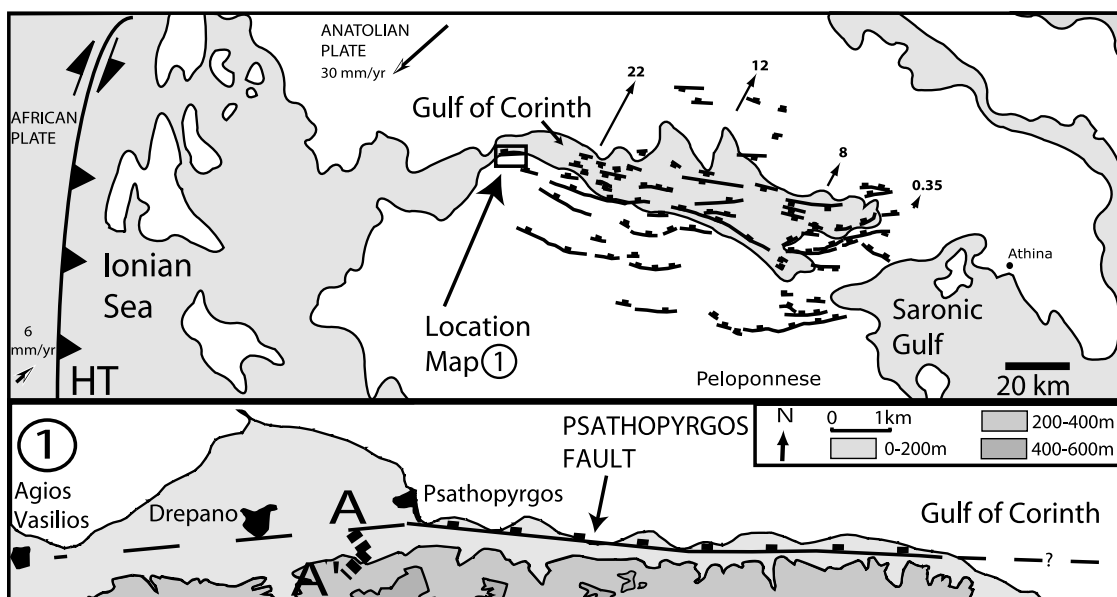 ANATOLIAN
PLATE
30 mm/yr
22
12
AFRICAN
PLATE
Gulf of Corinth
8
0.35
Ionian
Sea
Athina
Location
Map 1
Saronic
Gulf
6
mm/yr
HT
Peloponnese
20 km
1
PSATHOPYRGOS
FAULT
N
0 1km
200-400m
0-200m
400-600m
Agios
Vasilios
Drepano
A
Psathopyrgos
Gulf of Corinth
?
A'